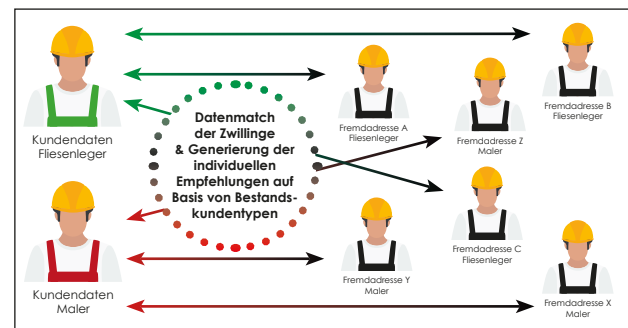 Kundendaten
Fliesenleger
Datenmatch
der Zwillinge
& Generierung der
individuellen
Empfehlungen auf
Basis von Bestands-
kundentypen
Fremdadresse A
Fliesenleger
Fremdadresse Z
Maler
Fremdadresse B
Fliesenleger
Kundendaten
Maler
Fremdadresse Y
Maler
Fremdadresse C
Fliesenleger
Fremdadresse X
Maler